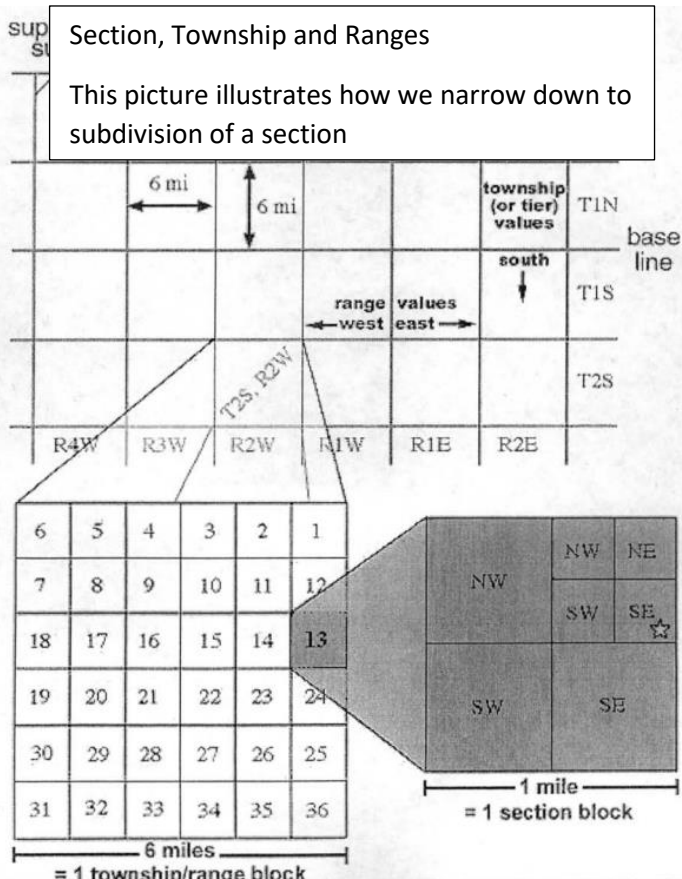 sup
su
Section, Township and Ranges
This picture illustrates how we narrow down to
subdivision of a section
6 mi
6 mi
township
(or tier)
values
T1N
base
line
south
T1S
range values
west east
T2S, R2W
T2S
R4W R3W R2W R1W R1E R2E
6 5 4 3 2 1
7 8 9 10 11 12
18 17 16 15 14 13
19 20 21 22 23 24
30 29 28 27 26 25
31 32 33 34 35 36
NW NW NE
SW SE
SW SE
1 mile
= 1 section block
6 miles
= 1 township/range block